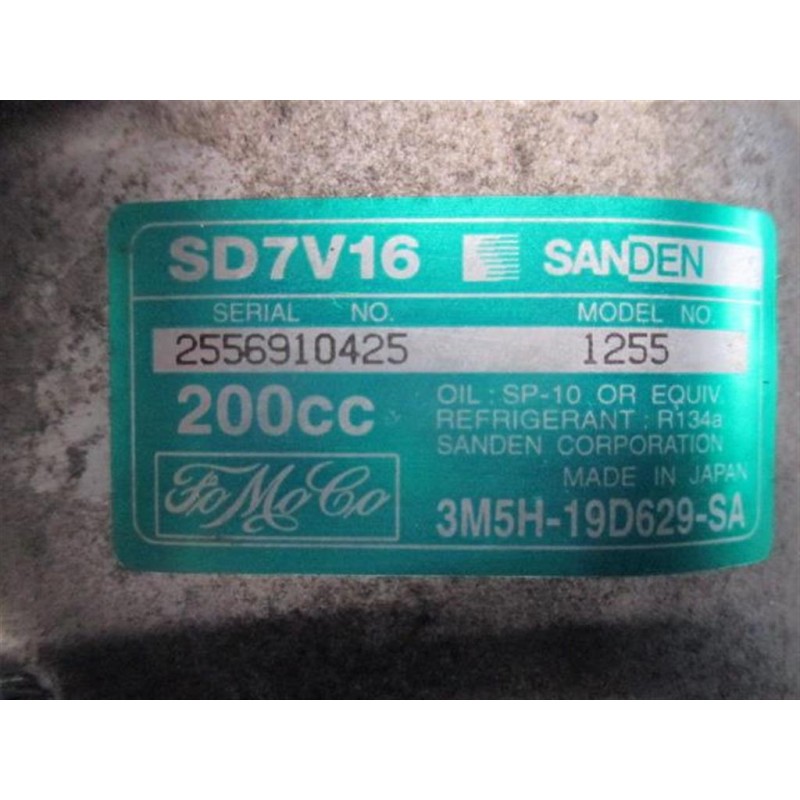 SD7V16 SANDEN
SERIAL NO. MODEL NO.
2556910425 1255
200cc
OIL : SP-10 OR EQUIV.
REFRIGERANT : R134a
SANDEN CORPORATION
MADE IN JAPAN
FoMoCo
3M5H-19D629-SA